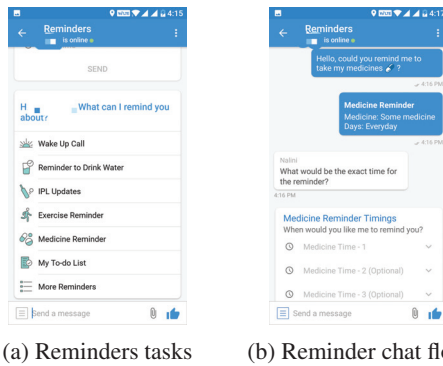 4:15
Reminders
is online
SEND
H What can I remind you
about?
Wake Up Call
Reminder to Drink Water
IPL Updates
Exercise Reminder
Medicine Reminder
My To-do List
More Reminders
Send a message
(a) Reminders tasks
4:17
Reminders
is online
Hello, could you remind me to
take my medicines ?
4:16 PM
Medicine Reminder
Medicine: Some medicine
Days: Everyday
4:16 PM
Nalini
What would be the exact time for
the reminder?
4:16 PM
Medicine Reminder Timings
When would you like me to remind you?
Medicine Time - 1
Medicine Time - 2 (Optional)
Medicine Time - 3 (Optional)
Send a message
(b) Reminder chat flo